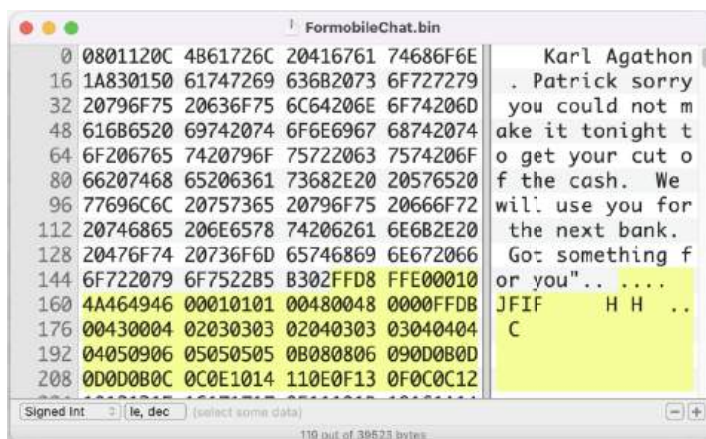 FormobileChat.bin
0 0801120C 4B61726C 20416761 74686F6E Karl Agathon
16 1A830150 61747269 636B2073 6F727279 . Patrick sorry
32 20796F75 20636F75 6C64206E 6F74206D you could not m
48 616B6520 69742074 6F6E6967 68742074 ake it tonight t
64 6F206765 7420796F 75722063 7574206F o get your cut o
80 66207468 65206361 73682E20 20576520 f the cash. We
96 77696C6C 20757365 20796F75 20666F72 will use you for
112 20746865 206E6578 74206261 6E6B2E20 the next bank.
128 20476F74 20736F6D 65746869 6E672066 Got something f
144 6F722079 6F7522B5 B302FFD8 FFE00010 or you".. ....
160 4A464946 00010101 00480048 0000FFDB JFIF H H ..
176 00430004 02030303 02040303 03040404 C
192 04050906 05050505 0B080806 090D0B0D
208 0D0D0B0C 0C0E1014 110E0F13 0F0C0C12
Signed Int le, dec (select some data)
119 out of 39523 bytes